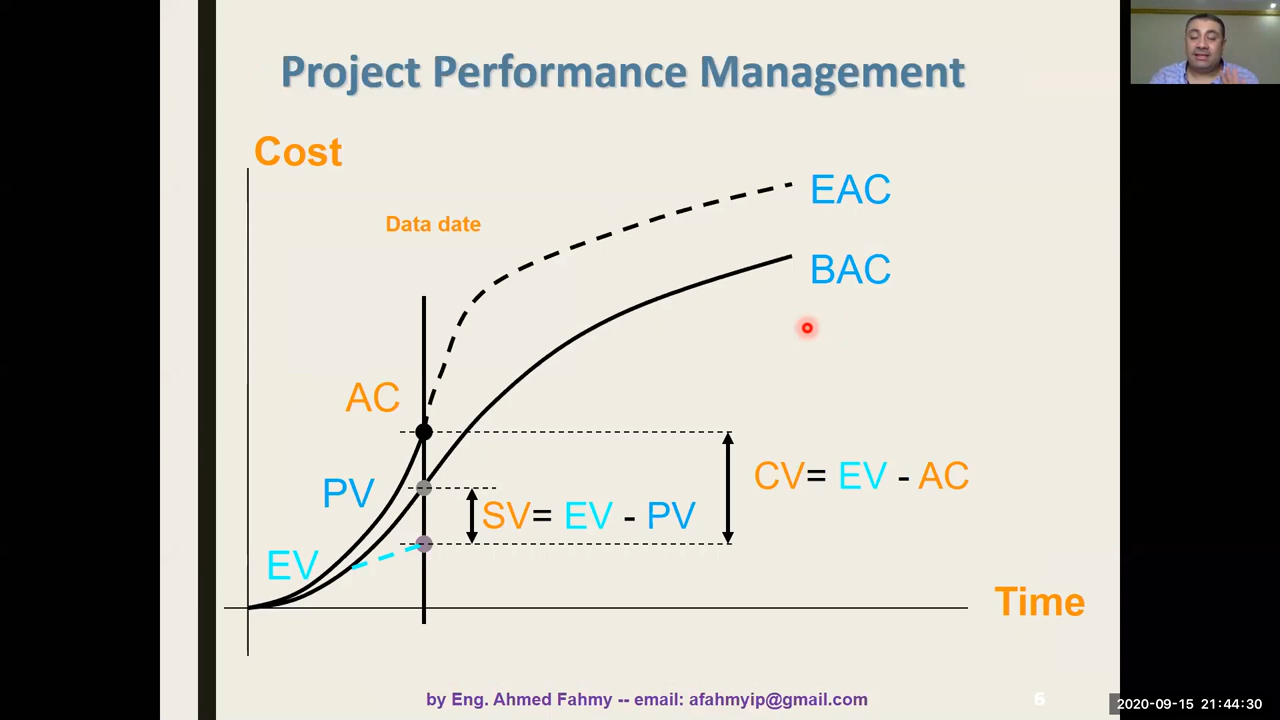 Project Performance Management
Cost
EAC
Data date
BAC
AC
CV= EV - AC
PV
SV= EV - PV
EV
Time
by Eng. Ahmed Fahmy -- email: afahmyip@gmail.com
6
2020-09-15 21:44:30